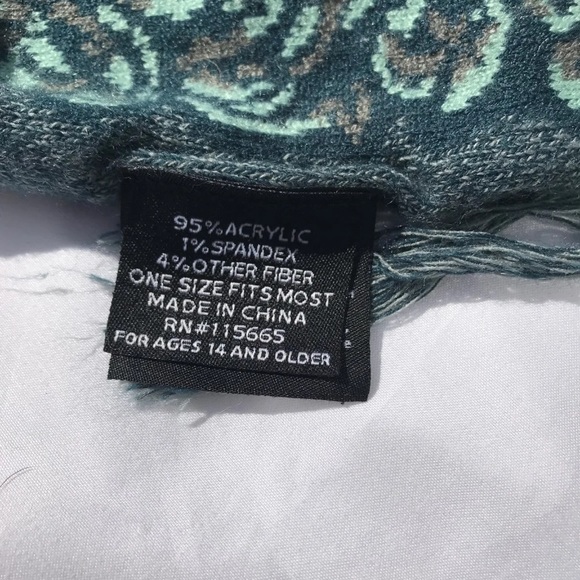 95% ACRYLIC
1% SPANDEX
4% OTHER FIBER
ONE SIZE FITS MOST
MADE IN CHINA
RN#115665
FOR AGES 14 AND OLDER